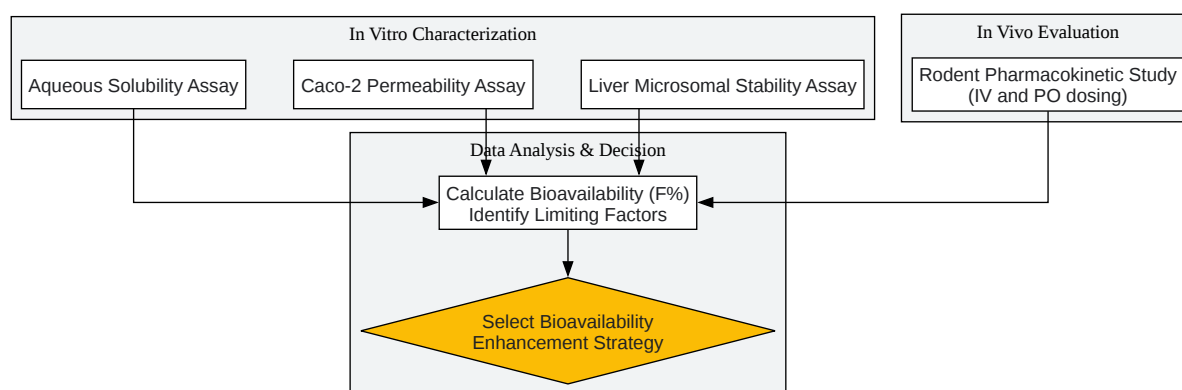 In Vitro Characterization
Aqueous Solubility Assay
Caco-2 Permeability Assay
Liver Microsomal Stability Assay
In Vivo Evaluation
Rodent Pharmacokinetic Study
(IV and PO dosing)
Data Analysis & Decision
Calculate Bioavailability (F%)
Identify Limiting Factors
Select Bioavailability
Enhancement Strategy